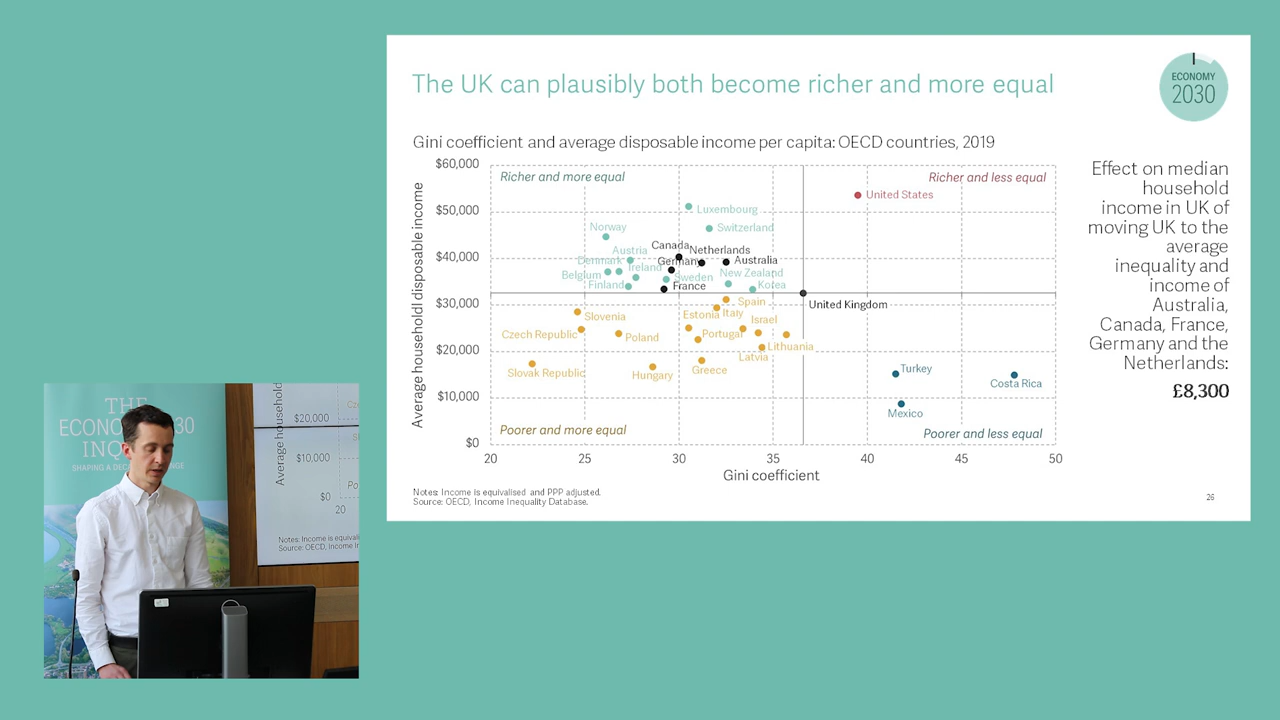 The UK can plausibly both become richer and more equal
ECONOMY
2030
Gini coefficient and average disposable income per capita: OECD countries, 2019
Average household disposable income
$60,000
$50,000
$40,000
$30,000
$20,000
$10,000
$0
Richer and more equal
Richer and less equal
United States
Luxembourg
Norway
Switzerland
Canada
Netherlands
Austria
Germany
Australia
Denmark
Ireland
Belgium
Sweden
New Zealand
Finland
France
Korea
Spain
United Kingdom
Slovenia
Estonia
Italy
Israel
Czech Republic
Poland
Portugal
Lithuania
Latvia
Slovak Republic
Hungary
Greece
Turkey
Costa Rica
Mexico
Poorer and more equal
Poorer and less equal
20
25
30
35
40
45
50
Gini coefficient
Notes: Income is equivalised and PPP adjusted.
Source: OECD, Income Inequality Database.
26
Effect on median
household
income in UK of
moving UK to the
average
inequality and
income of
Australia,
Canada, France,
Germany and the
Netherlands:
£8,300
THE
ECONO 30
INQ
SHAPING A DEC NGE
Average household
$20,000
$10,000
$0
20
Po
Notes: Income is equival
Source: OECD, Income In